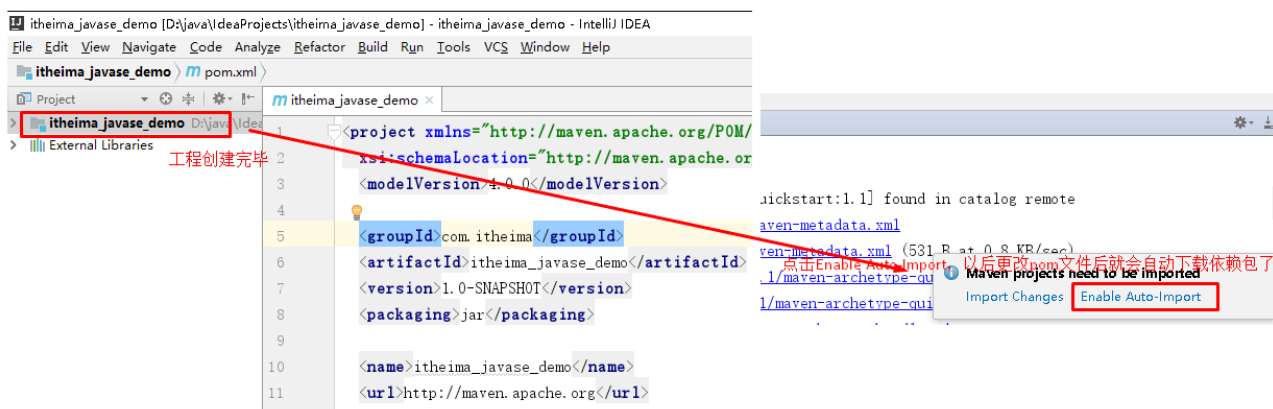 itheima_javase_demo [D:\java\IdeaProjects\itheima_javase_demo] - itheima_javase_demo - IntelliJ IDEA
File Edit View Navigate Code Analyze Refactor Build Run Tools VCS Window Help
itheima_javase_demo m pom.xml
Project
m itheima_javase_demo
itheima_javase_demo D:\java\Idea
External Libraries
工程创建完毕
1 <project xmlns="http://maven.apache.org/POM/
2 xsi:schemaLocation="http://maven.apache.or
3 <modelVersion>4.0.0</modelVersion>
4
5 <groupId>com.itheima</groupId>
6 <artifactId>itheima_javase_demo</artifactId>
7 <version>1.0-SNAPSHOT</version>
8 <packaging>jar</packaging>
9
10 <name>itheima_javase_demo</name>
11 <url>http://maven.apache.org</url>
uickstart:1.1] found in catalog remote
aven-metadata.xml
ven-metadata.xml (531 B at 0.8 KB/sec)
点击Enable Auto-Import，以后更改pom文件后就会自动下载依赖包了
.1/maven-archetype-qui
Maven projects need to be imported
1/maven-archetype-qui
Import Changes Enable Auto-Import